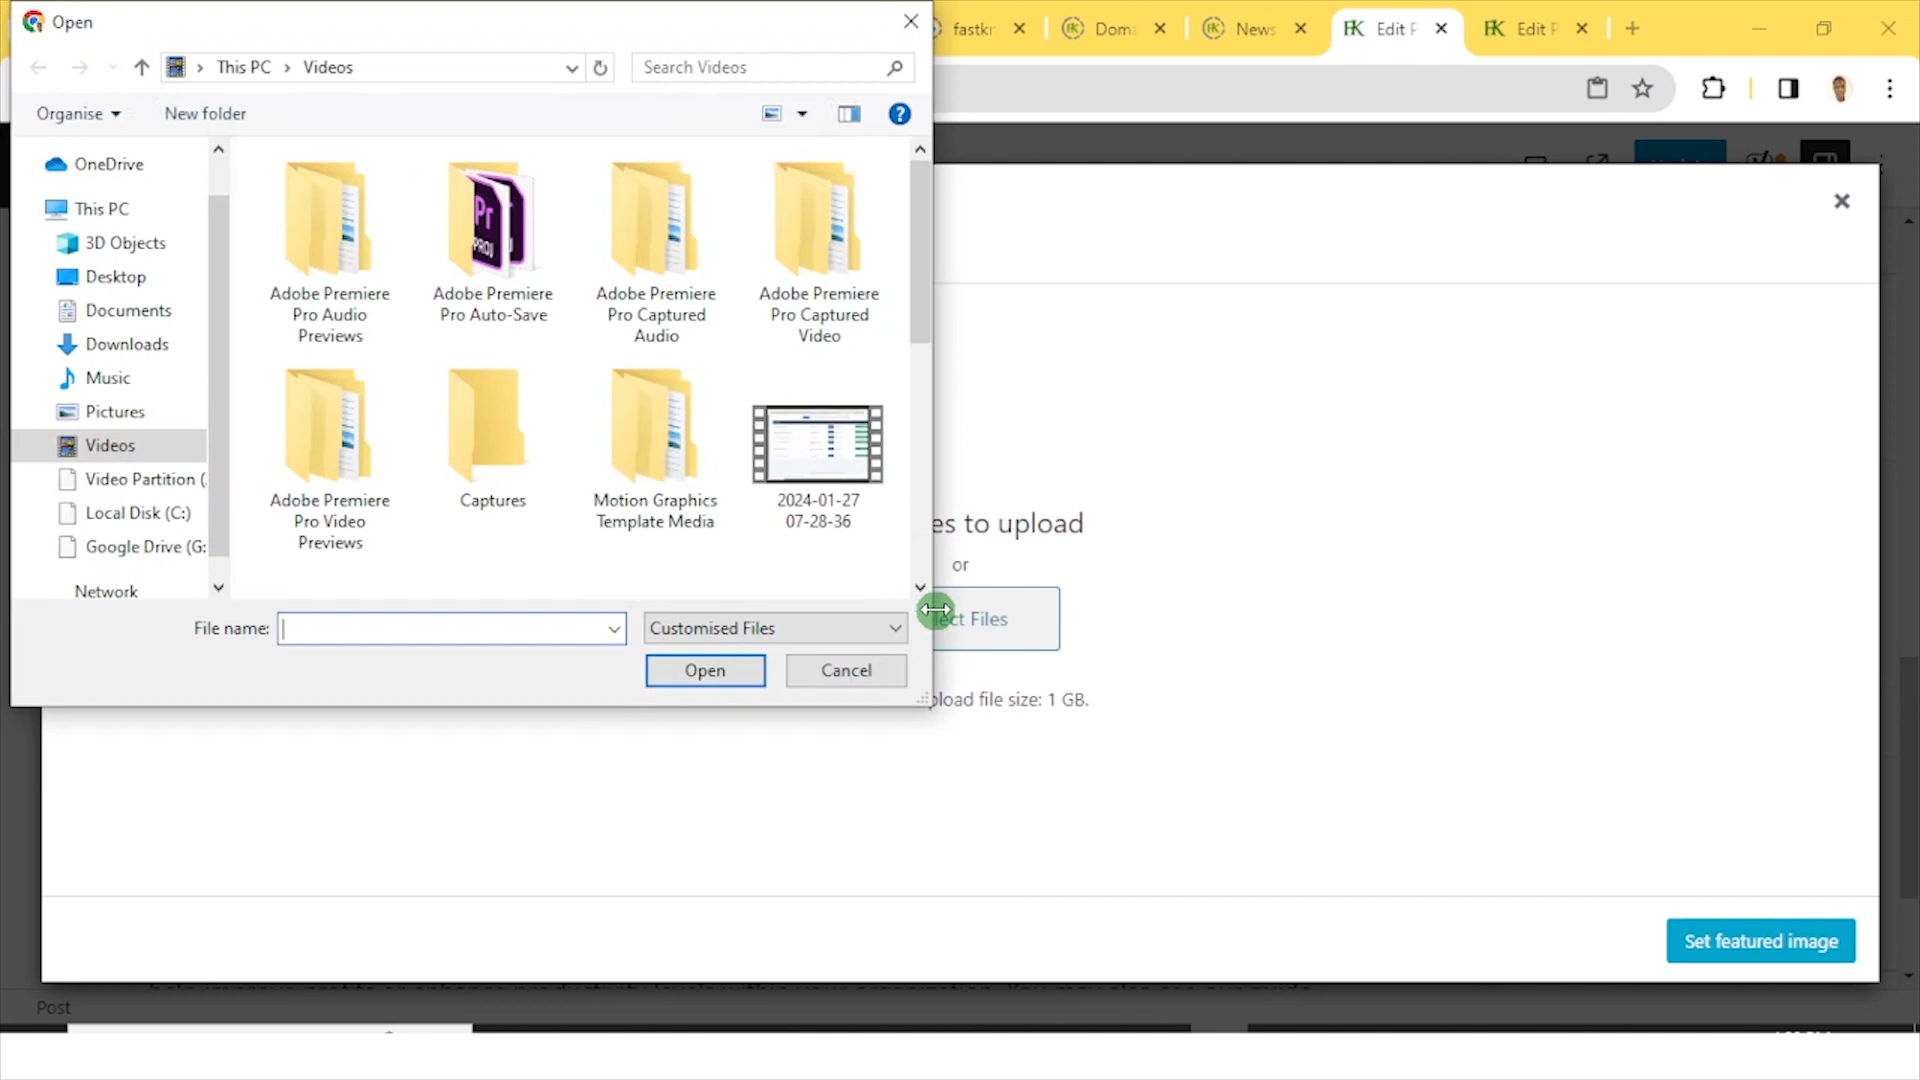 Open
fastkr
Doma
News
Edit P
Edit P
This PC > Videos
Search Videos
Organise
New folder
OneDrive
This PC
3D Objects
Desktop
Documents
Downloads
Music
Pictures
Videos
Video Partition (
Local Disk (C:)
Google Drive (G:
Network
Adobe Premiere
Pro Audio
Previews
Adobe Premiere
Pro Auto-Save
Adobe Premiere
Pro Captured
Audio
Adobe Premiere
Pro Captured
Video
Adobe Premiere
Pro Video
Previews
Captures
Motion Graphics
Template Media
2024-01-27
07-28-36
File name:
Customised Files
Open
Cancel
es to upload
or
ect Files
pload file size: 1 GB.
Set featured image
Post